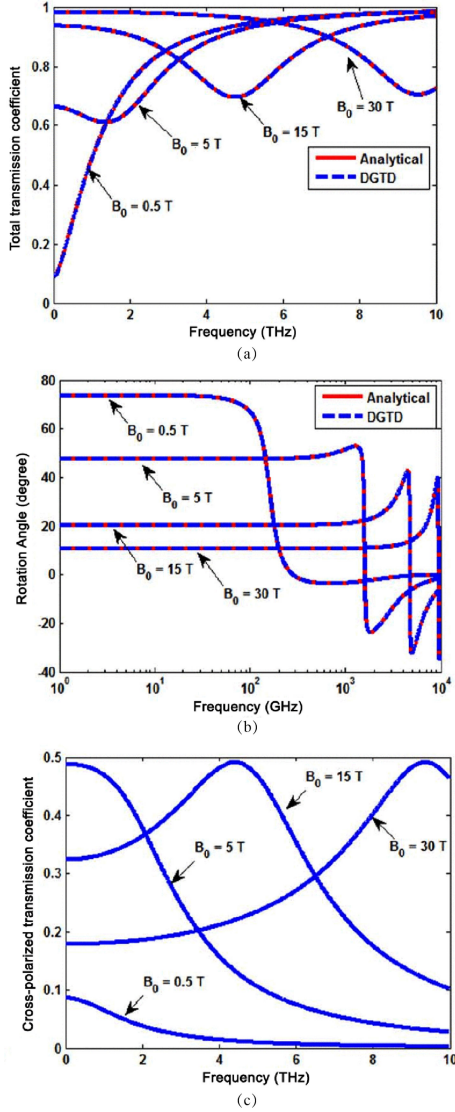 1
0.8
0.6
0.4
0.2
0
Total transmission coefficient
B0 = 30 T
B0 = 15 T
B0 = 5 T
B0 = 0.5 T
Analytical
DGTD
0 2 4 6 8 10
Frequency (THz)
(a)
80
60
40
20
0
-20
-40
Rotation Angle (degree)
Analytical
DGTD
B0 = 0.5 T
B0 = 5 T
B0 = 15 T
B0 = 30 T
10^0 10^1 10^2 10^3 10^4
Frequency (GHz)
(b)
0.5
0.4
0.3
0.2
0.1
0
Cross-polarized transmission coefficient
B0 = 15 T
B0 = 30 T
B0 = 5 T
B0 = 0.5 T
0 2 4 6 8 10
Frequency (THz)
(c)